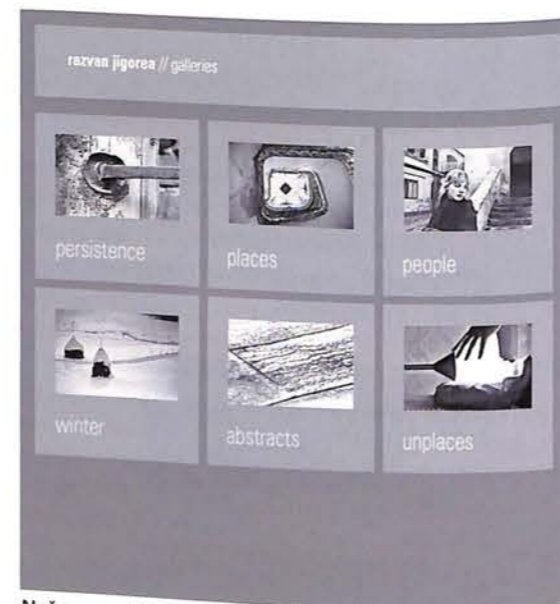 razvan jigorea // galleries
persistence
places
people
winter
abstracts
unplaces